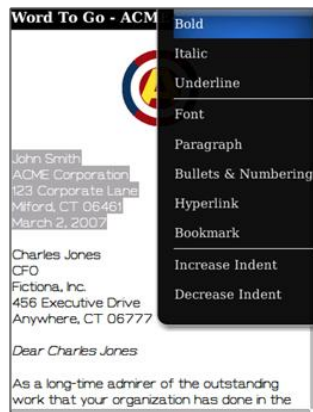 Word To Go - ACM
Bold
Italic
Underline
Font
Paragraph
Bullets & Numbering
Hyperlink
Bookmark
Increase Indent
Decrease Indent
A
John Smith
ACME Corporation
123 Corporate Lane
Milford, CT 06461
March 2, 2007
Charles Jones
CFO
Fictiona, Inc.
456 Executive Drive
Anywhere, CT 06777
Dear Charles Jones
As a long-time admirer of the outstanding
work that your organization has done in the